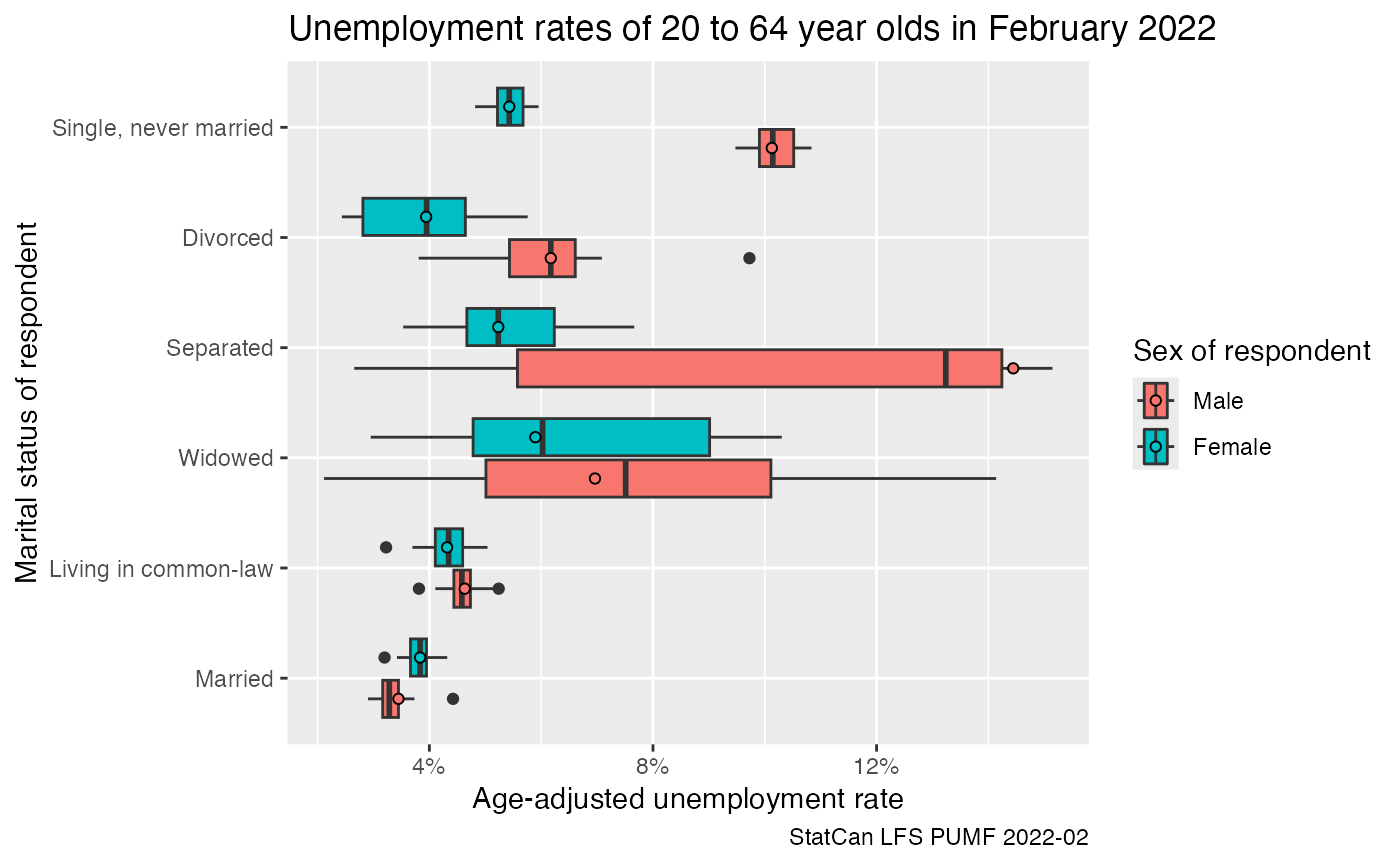 Unemployment rates of 20 to 64 year olds in February 2022
Marital status of respondent
Single, never married
Divorced
Separated
Widowed
Living in common-law
Married
4%
8%
12%
Age-adjusted unemployment rate
StatCan LFS PUMF 2022-02
Sex of respondent
Male
Female